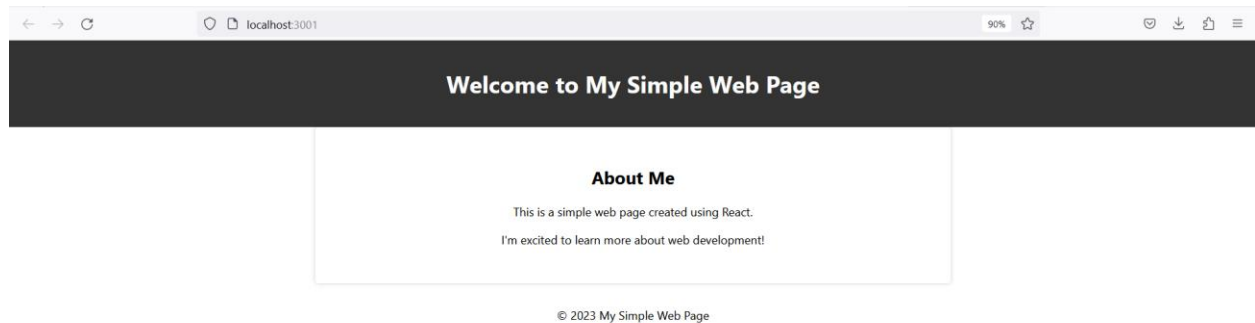 localhost:3001
90%
Welcome to My Simple Web Page
About Me
This is a simple web page created using React.
I'm excited to learn more about web development!
© 2023 My Simple Web Page